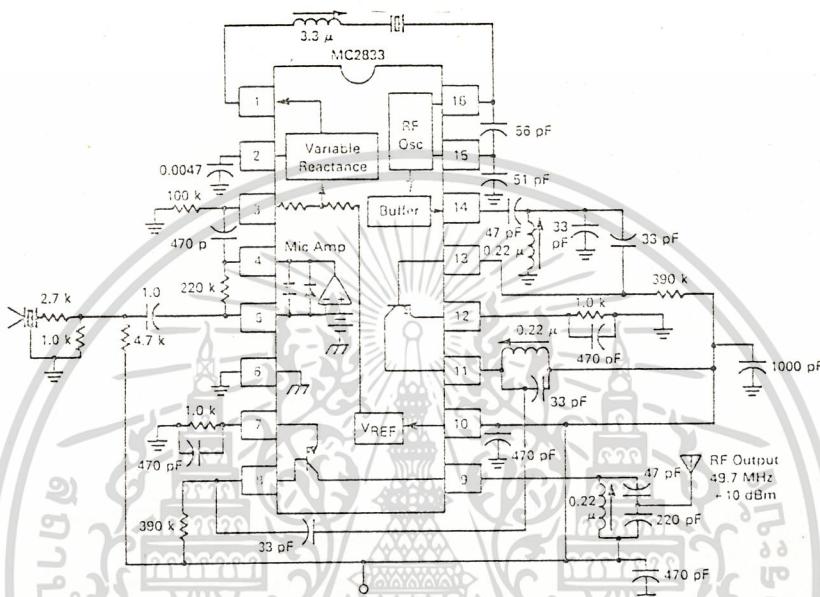 3.3 μ
MC2833
1
16
Variable
Reactance
RF
Osc
56 pF
0.0047
2
15
51 pF
100 k
3
Buffer
14
47 pF
33
pF
33 pF
470 p
4
Mic Amp
13
0.22 μ
220 k
390 k
2.7 k
1.0
5
12
1.0 k
1.0 k
4.7 k
0.22 μ
470 pF
6
11
1000 pF
33 pF
1.0 k
7
VREF
10
470 pF
470 pF
8
9
47 pF
RF Output
49.7 MHz
+10 dBm
0.22
μ
220 pF
390 k
33 pF
470 pF